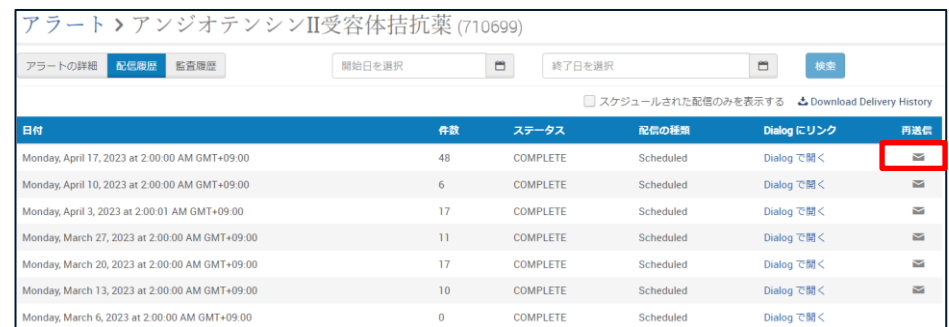 アラート > アンジオテンシンII受容体拮抗薬 (710699)
アラートの詳細 配信履歴 監査履歴 開始日を選択 終了日を選択 検索
スケジュールされた配信のみを表示する Download Delivery History
日付 件数 ステータス 配信の種類 Dialog にリンク 再送信
Monday, April 17, 2023 at 2:00:00 AM GMT+09:00 48 COMPLETE Scheduled Dialog で開く
Monday, April 10, 2023 at 2:00:00 AM GMT+09:00 6 COMPLETE Scheduled Dialog で開く
Monday, April 3, 2023 at 2:00:01 AM GMT+09:00 17 COMPLETE Scheduled Dialog で開く
Monday, March 27, 2023 at 2:00:00 AM GMT+09:00 11 COMPLETE Scheduled Dialog で開く
Monday, March 20, 2023 at 2:00:00 AM GMT+09:00 17 COMPLETE Scheduled Dialog で開く
Monday, March 13, 2023 at 2:00:00 AM GMT+09:00 10 COMPLETE Scheduled Dialog で開く
Monday, March 6, 2023 at 2:00:00 AM GMT+09:00 0 COMPLETE Scheduled Dialog で開く